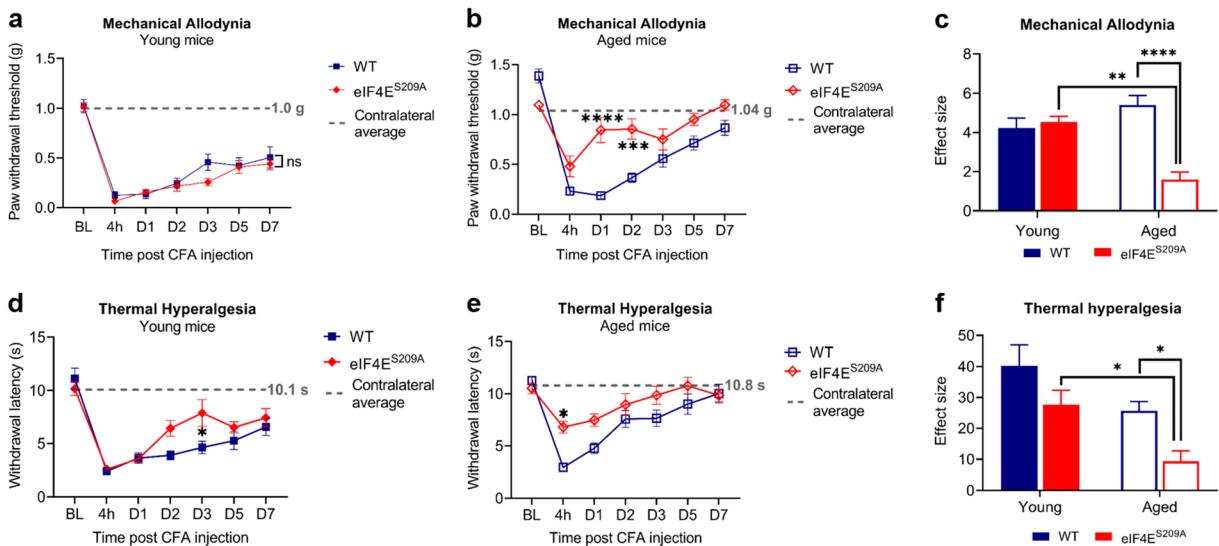 a
Mechanical Allodynia
Young mice
Paw withdrawal threshold (g)
1.5
1.0
0.5
0.0
1.0 g
ns
BL 4h D1 D2 D3 D5 D7
Time post CFA injection
WT
eIF4E^S209A
Contralateral
average
b
Mechanical Allodynia
Aged mice
Paw withdrawal threshold (g)
1.5
1.0
0.5
0.0
1.04 g
****
***
BL 4h D1 D2 D3 D5 D7
Time post CFA injection
WT
eIF4E^S209A
Contralateral
average
c
Mechanical Allodynia
Effect size
8
6
4
2
0
****
**
Young Aged
WT eIF4E^S209A
d
Thermal Hyperalgesia
Young mice
Withdrawal latency (s)
15
10
5
0
10.1 s
*
BL 4h D1 D2 D3 D5 D7
Time post CFA injection
WT
eIF4E^S209A
Contralateral
average
e
Thermal Hyperalgesia
Aged mice
Withdrawal latency (s)
15
10
5
0
10.8 s
*
BL 4h D1 D2 D3 D5 D7
Time post CFA injection
WT
eIF4E^S209A
Contralateral
average
f
Thermal hyperalgesia
Effect size
50
40
30
20
10
0
*
*
Young Aged
WT eIF4E^S209A